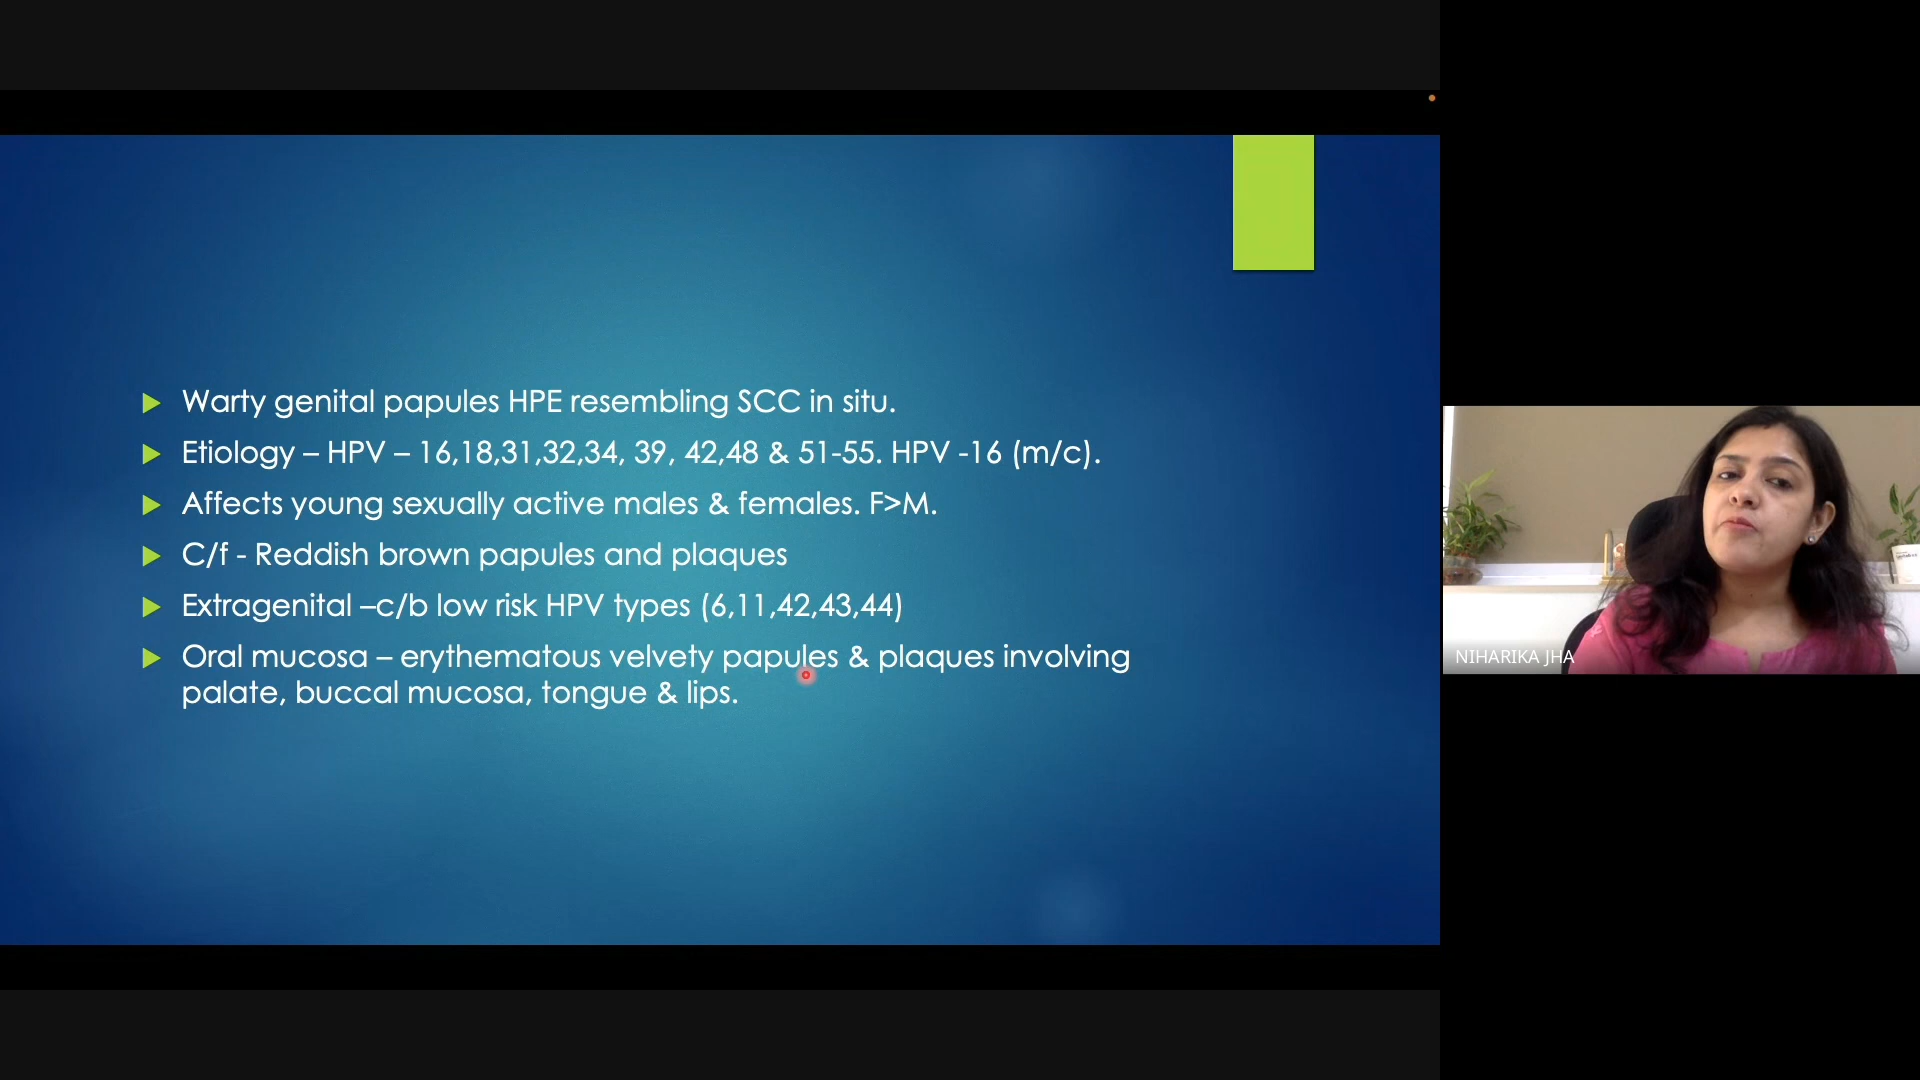 Warty genital papules HPE resembling SCC in situ.
Etiology – HPV – 16,18,31,32,34, 39, 42,48 & 51-55. HPV -16 (m/c).
Affects young sexually active males & females. F>M.
C/f - Reddish brown papules and plaques
Extragenital –c/b low risk HPV types (6,11,42,43,44)
Oral mucosa – erythematous velvety papules & plaques involving
palate, buccal mucosa, tongue & lips.
NIHARIKA JHA